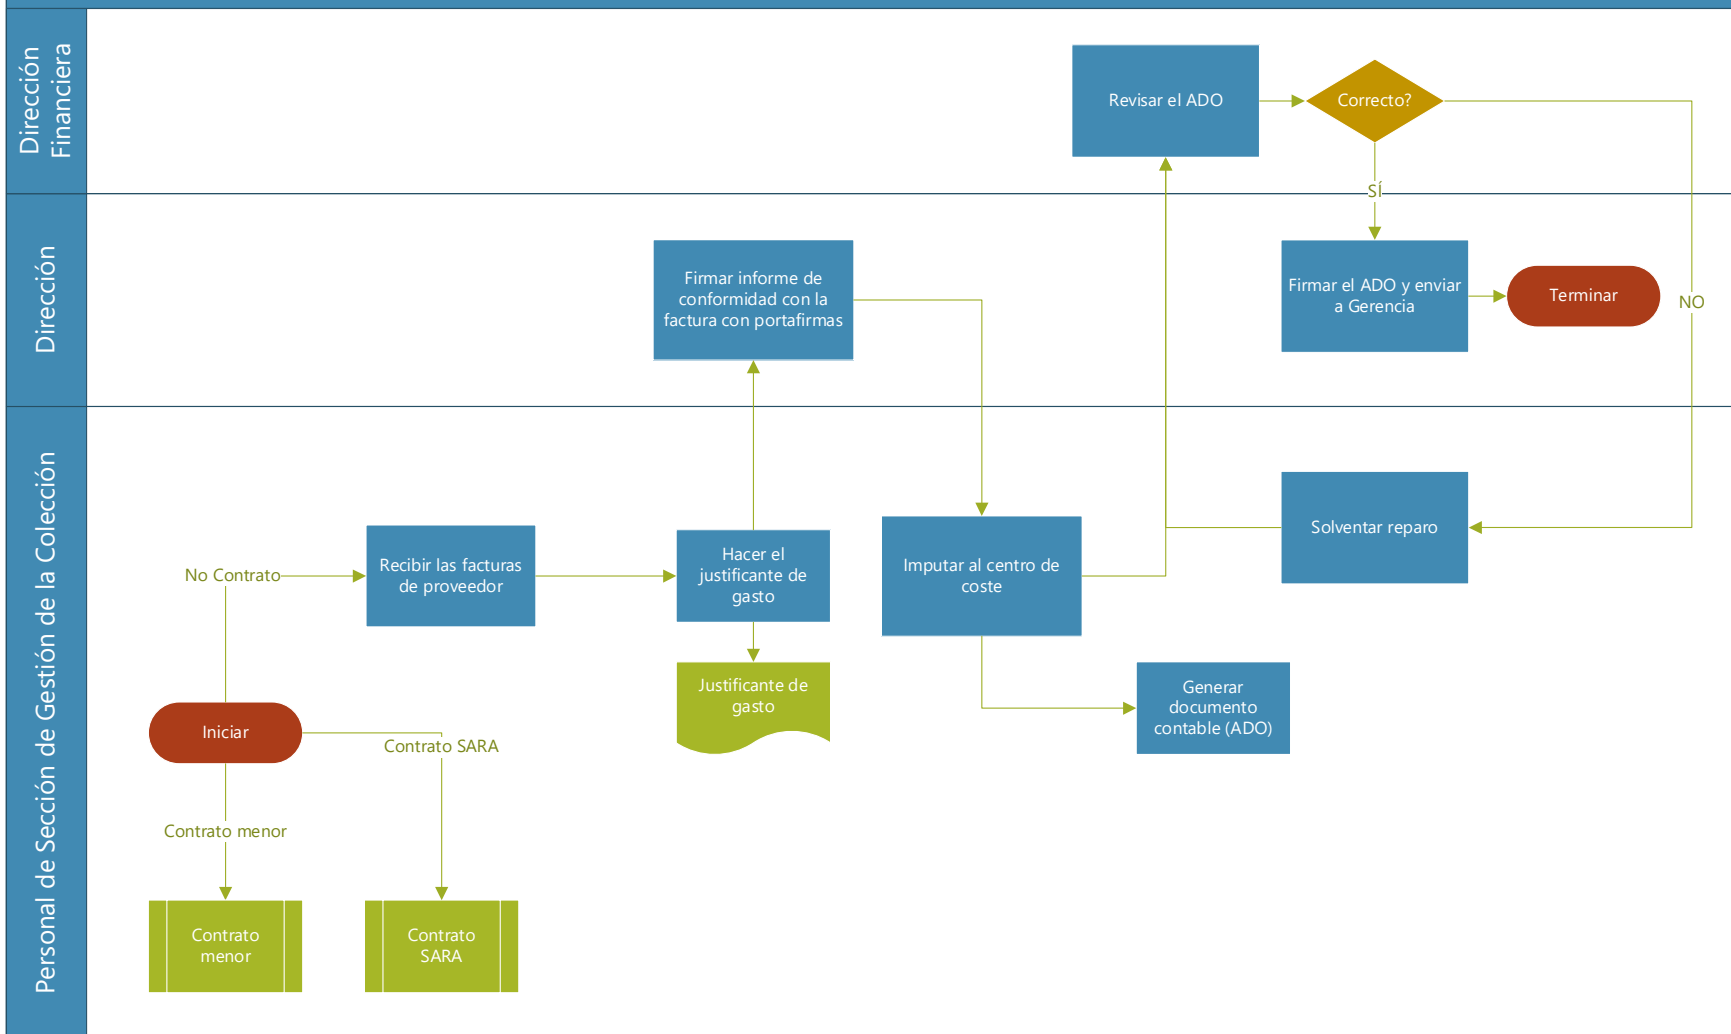 Dirección
Financiera
Revisar el ADO
Correcto?
SÍ
Dirección
Firmar informe de
conformidad con la
factura con portafirmas
Firmar el ADO y enviar
a Gerencia
Terminar
NO
Personal de Sección de Gestión de la Colección
No Contrato
Recibir las facturas
de proveedor
Hacer el
justificante de
gasto
Imputar al centro de
coste
Solventar reparo
Justificante de
gasto
Generar
documento
contable (ADO)
Iniciar
Contrato SARA
Contrato menor
Contrato
menor
Contrato
SARA